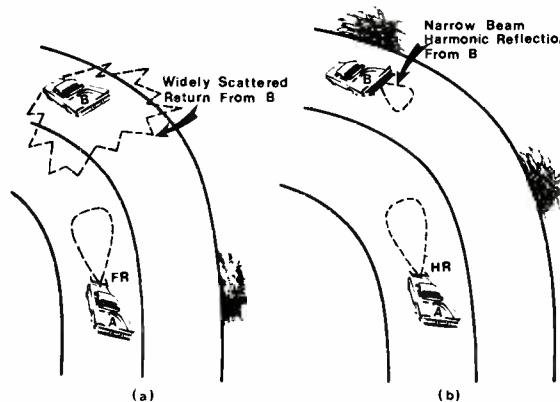 Widely Scattered
Return From B
B
FR
A
(a)
Narrow Beam
Harmonic Reflection
From B
B
HR
A
(b)